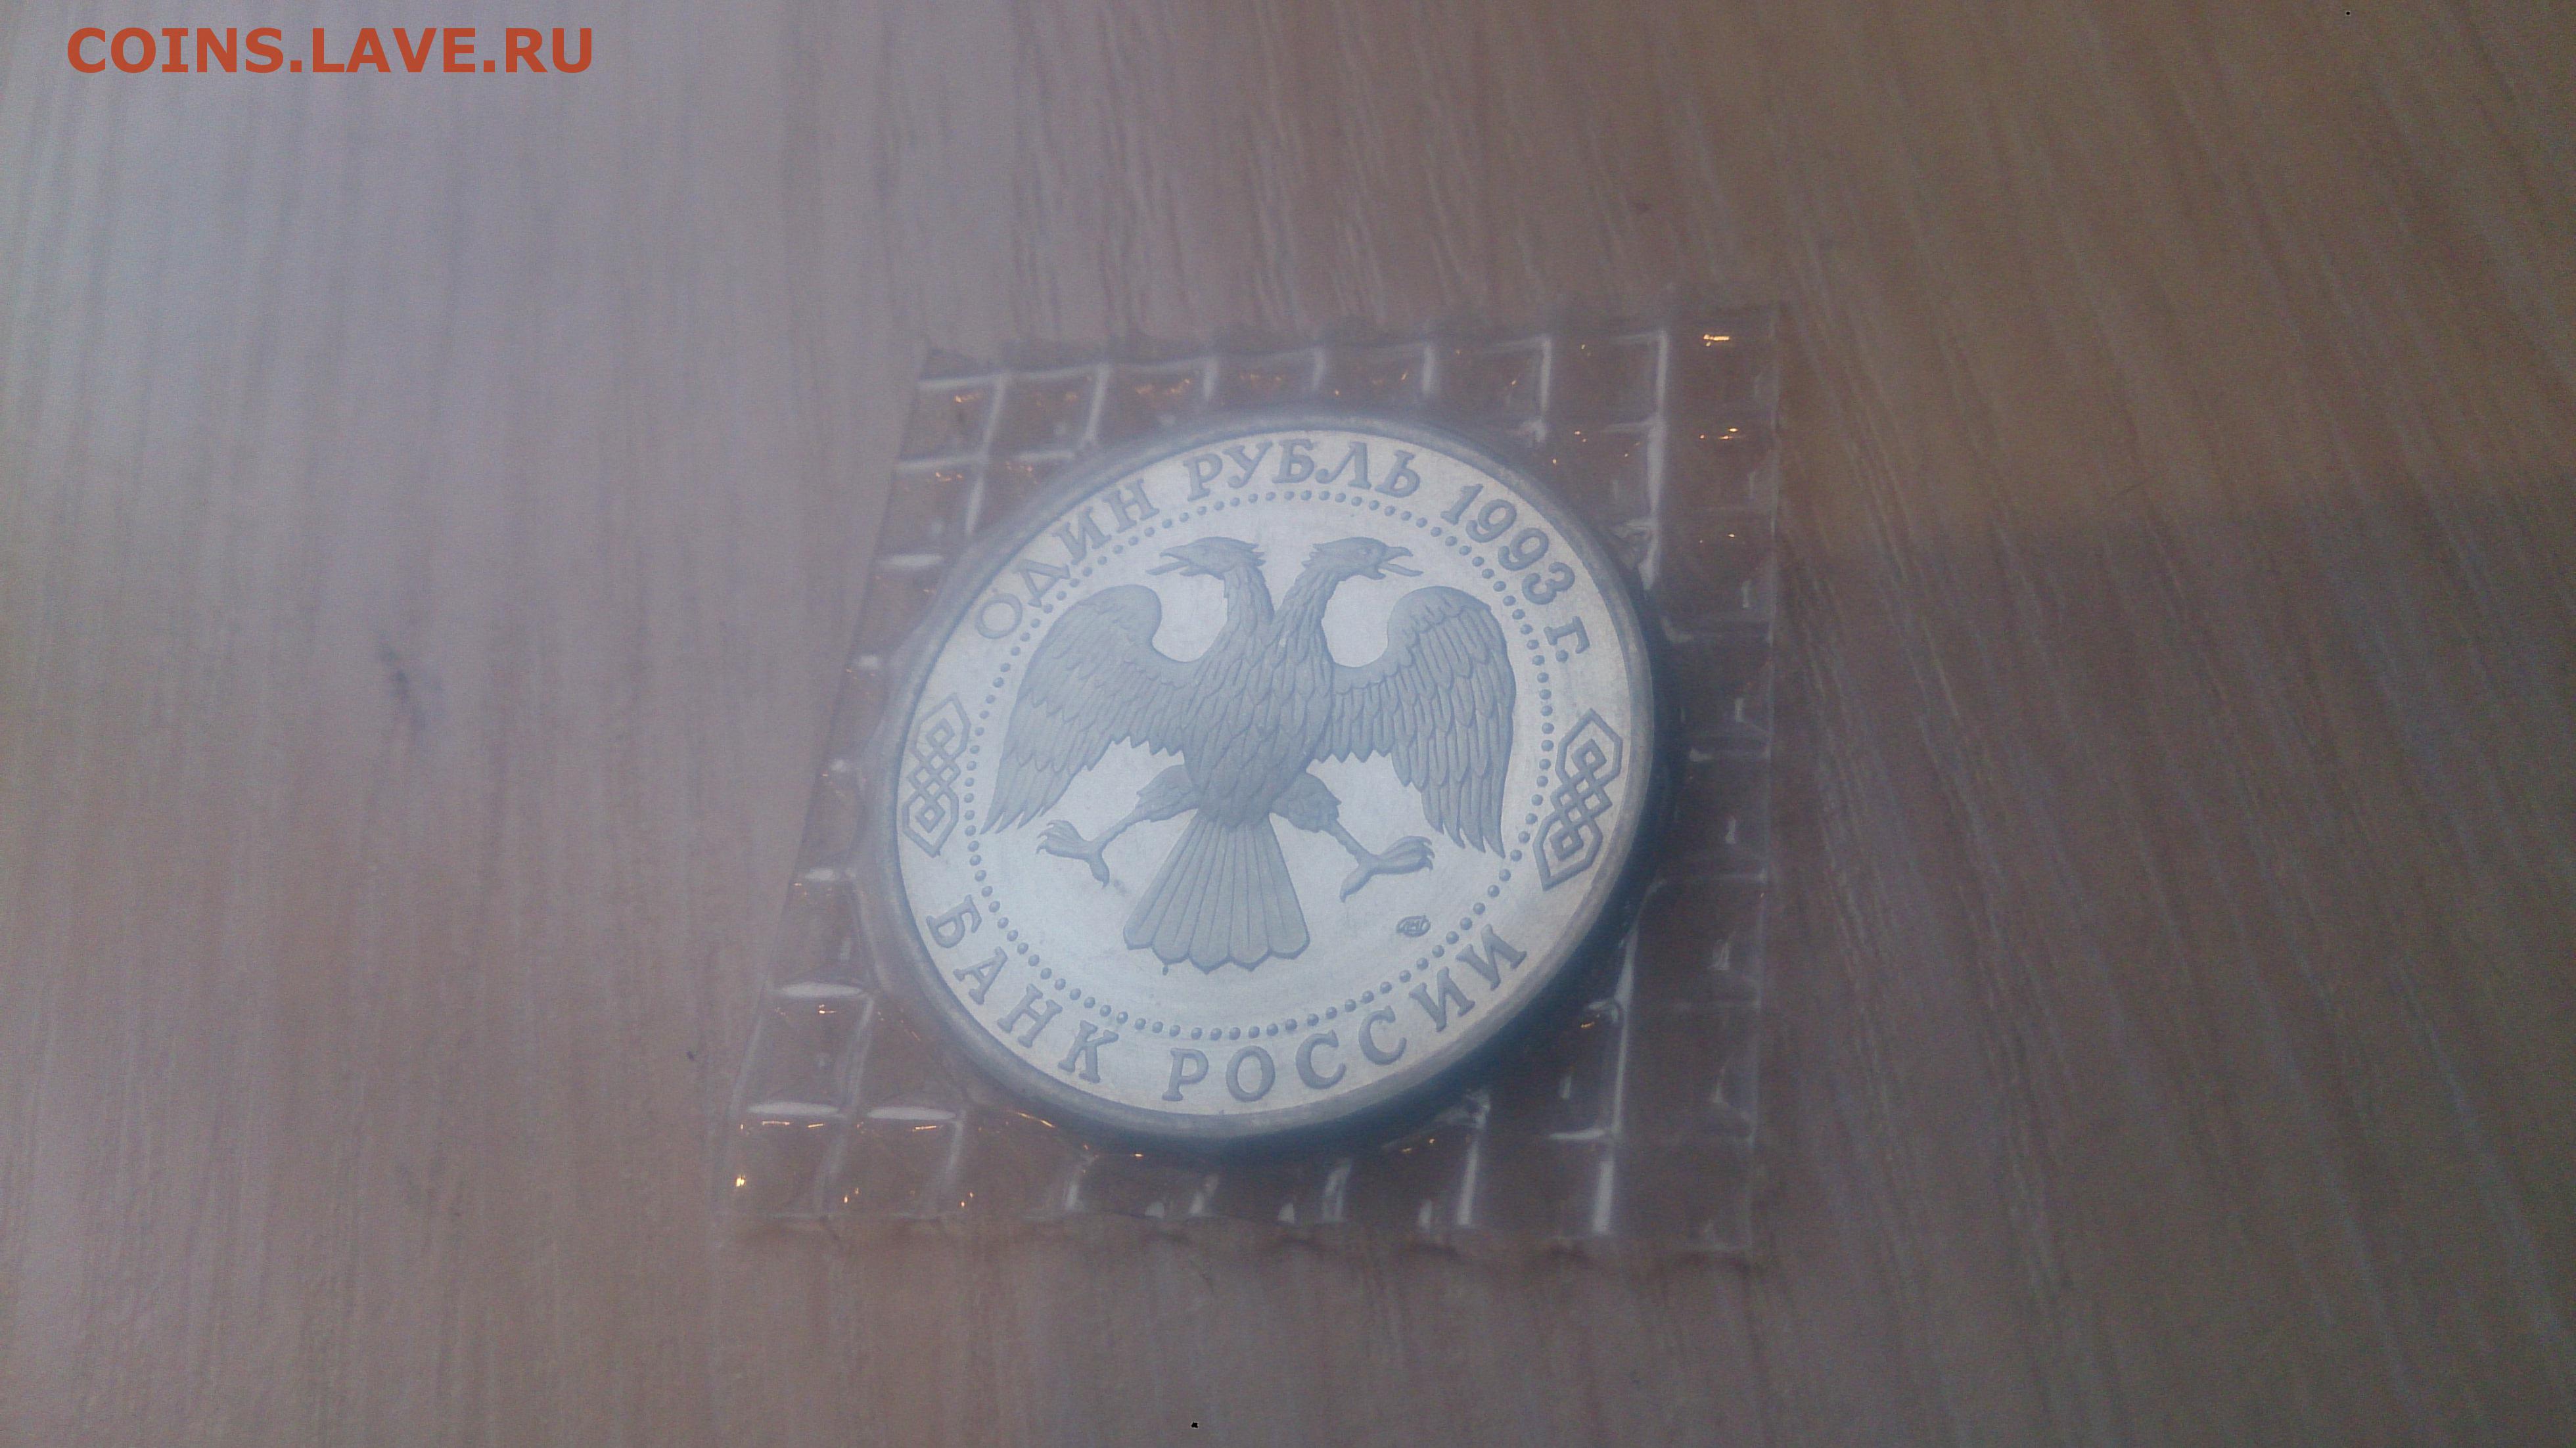 COINS.LAVE.RU
ОДИН РУБЛЬ 1993 г.
БАНК РОССИИ